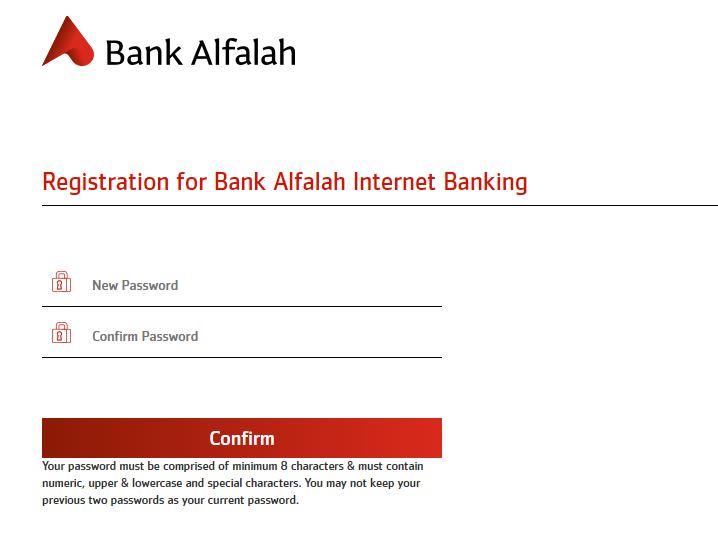 Bank Alfalah
Registration for Bank Alfalah Internet Banking
New Password
Confirm Password
Confirm
Your password must be comprised of minimum 8 characters & must contain
numeric, upper & lowercase and special characters. You may not keep your
previous two passwords as your current password.